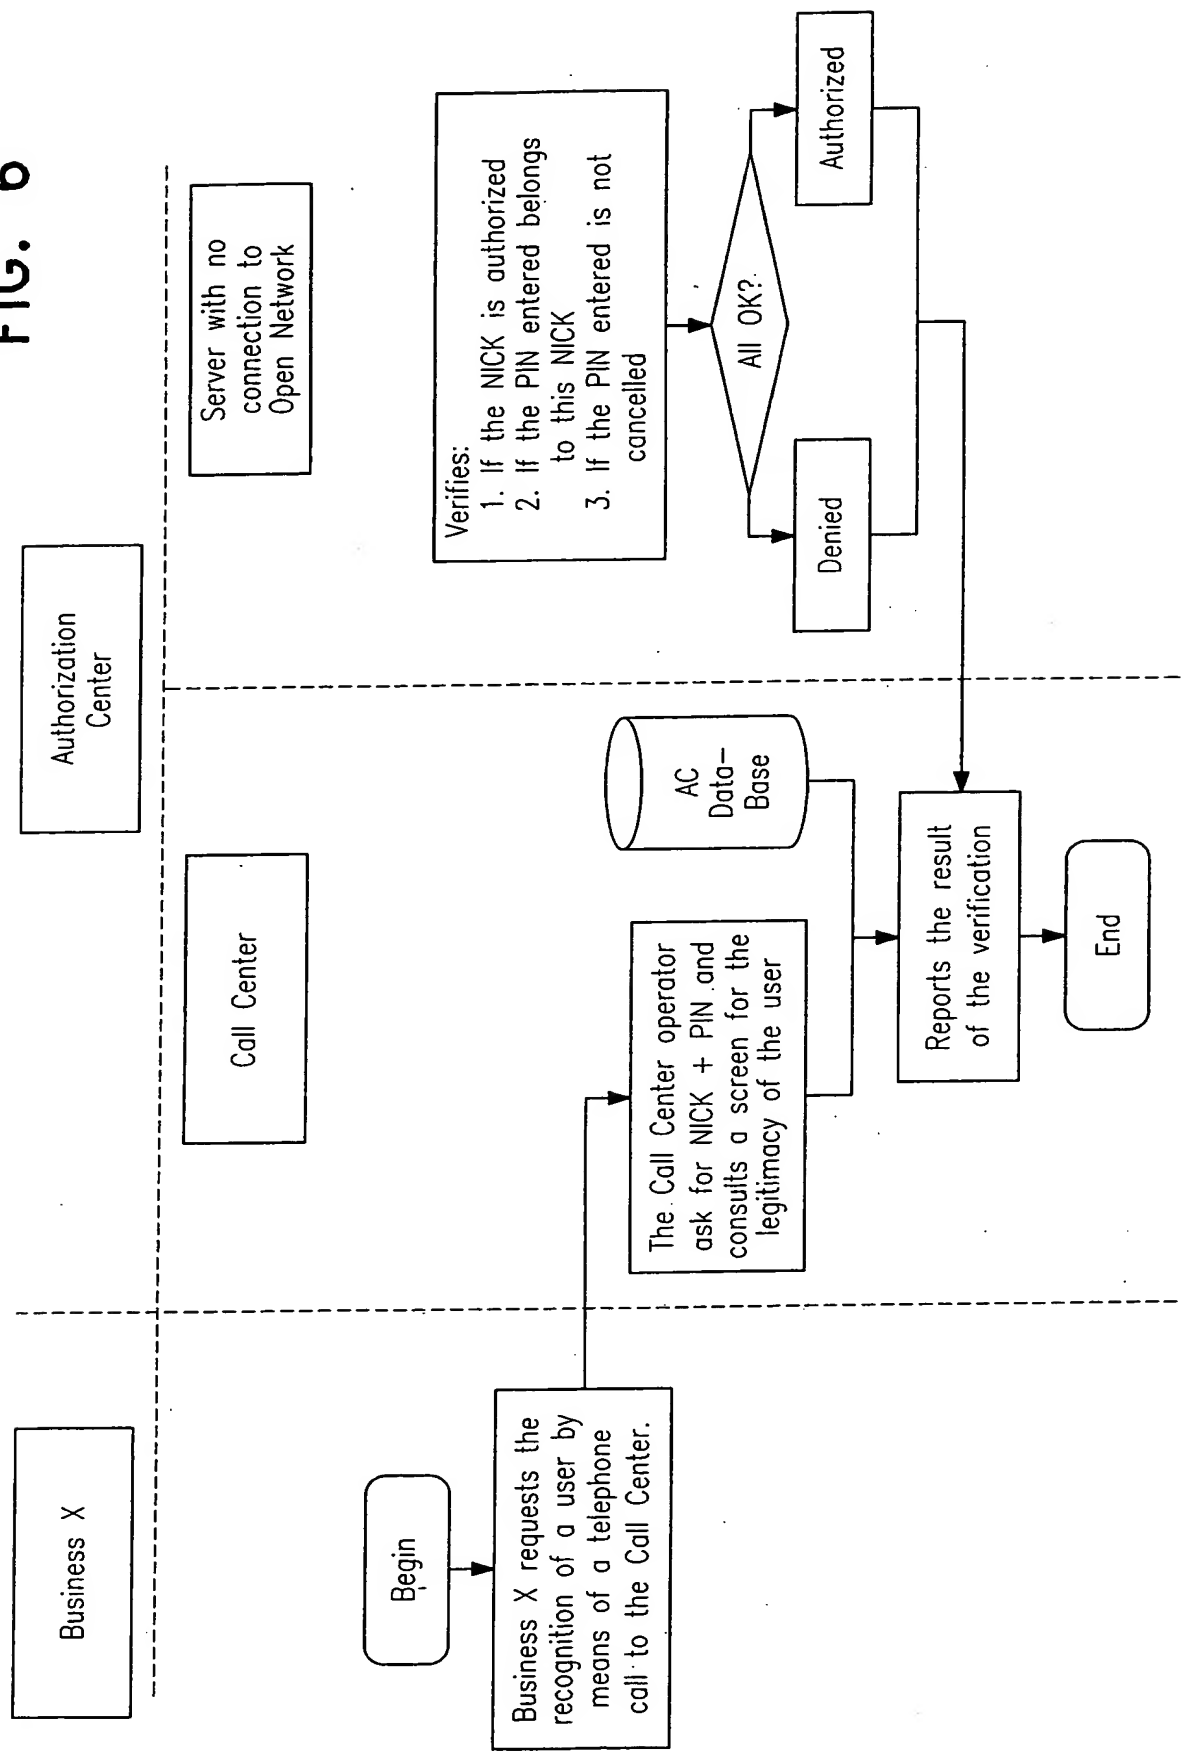 FIG. 6
Business X
Authorization
Center
Call Center
Server with no
connection to
Open Network
Begin
Business X requests the
recognition of a user by
means of a telephone
call to the Call Center.
The Call Center operator
ask for NICK + PIN and
consults a screen for the
legitimacy of the user
AC
Data-
Base
Verifies:
1. If the NICK is authorized
2. If the PIN entered belongs
to this NICK
3. If the PIN entered is not
cancelled
All OK?
Denied
Authorized
Reports the result
of the verification
End